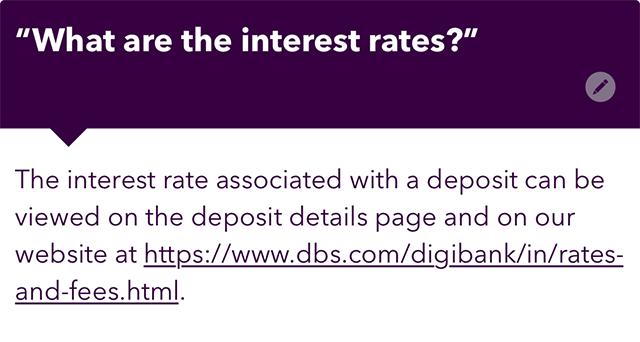 “What are the interest rates?”
The interest rate associated with a deposit can be
viewed on the deposit details page and on our
website at https://www.dbs.com/digibank/in/rates-
and-fees.html.